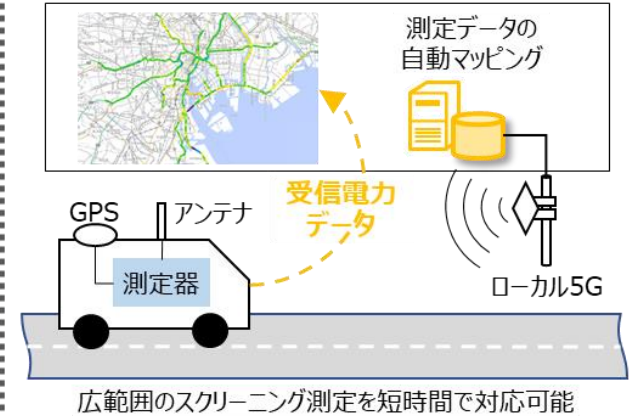 測定データの
自動マッピング
受信電力
データ
GPS
アンテナ
測定器
ローカル5G
広範囲のスクリーニング測定を短時間で対応可能